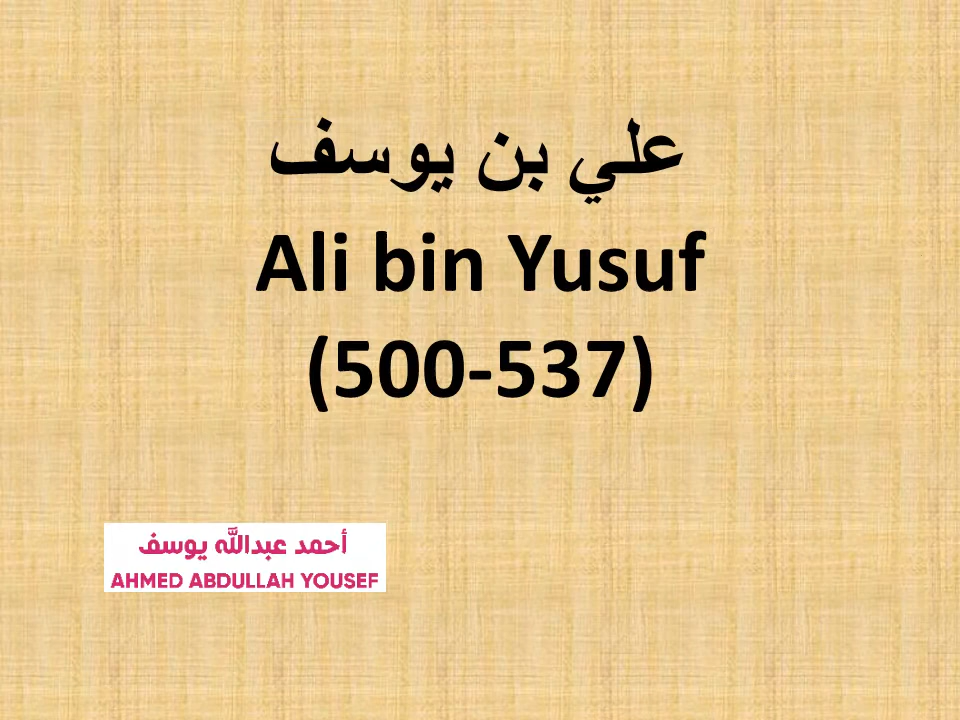 علي بن يوسف
Ali bin Yusuf
(500-537)
أحمد عبدالله يوسف
AHMED ABDULLAH YOUSEF